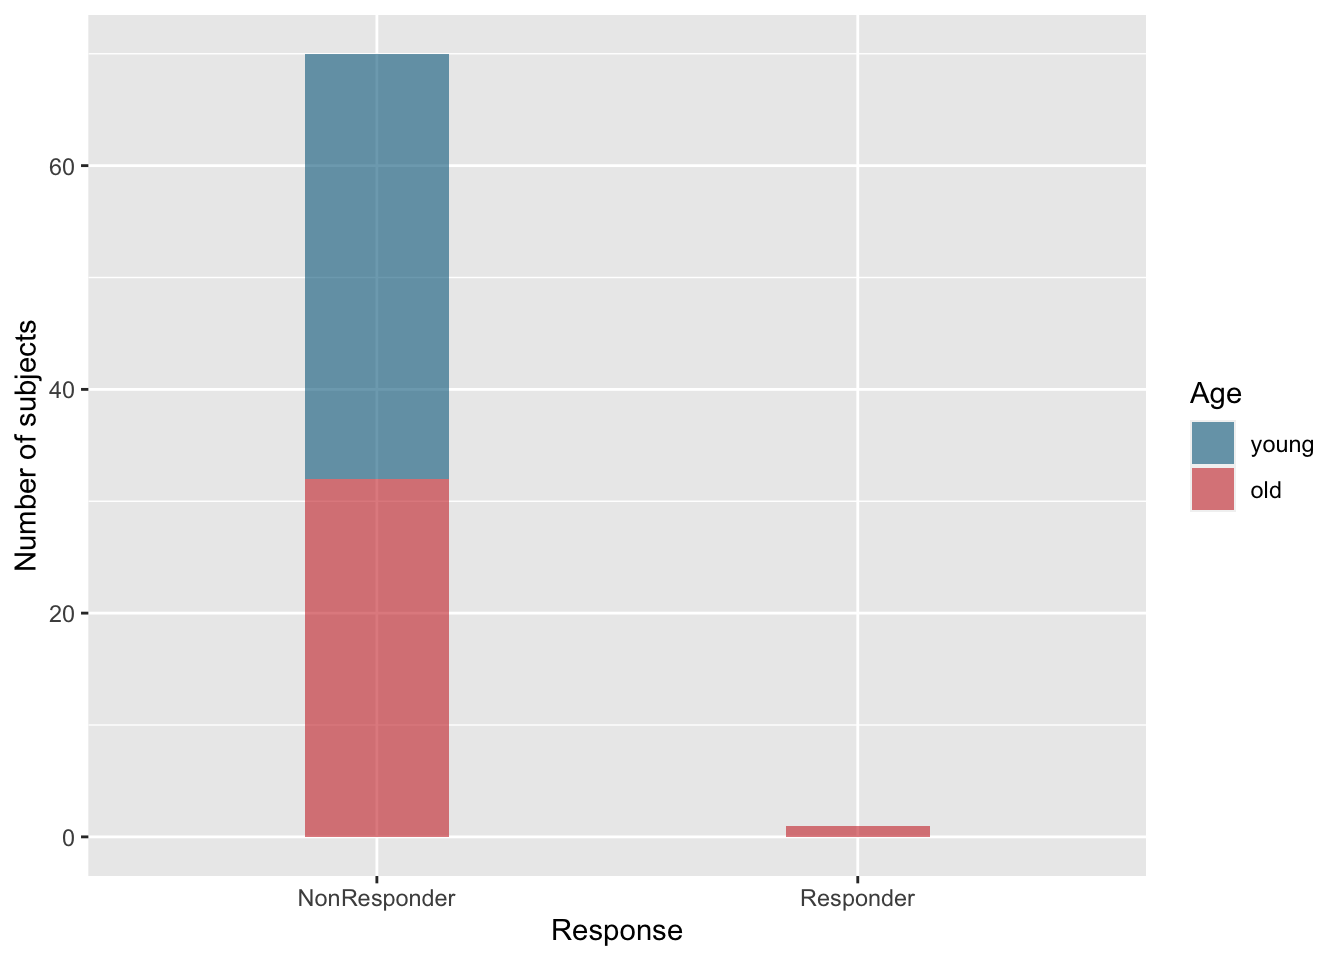 Number of subjects
60
40
20
0
NonResponder
Responder
Response
Age
young
old